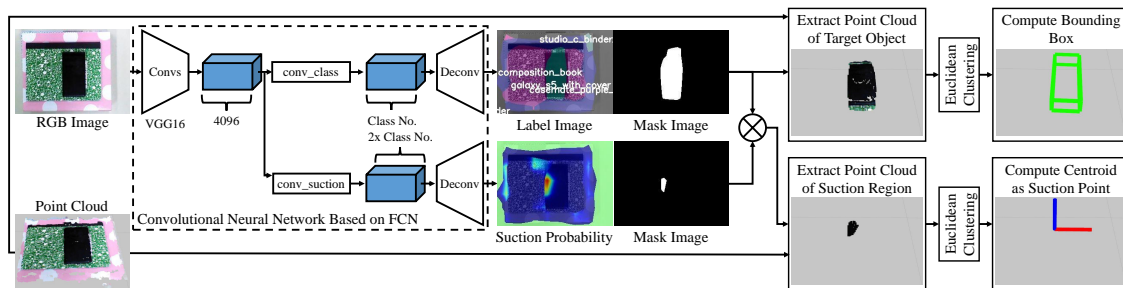 RGB Image
Convs
VGG16
4096
conv_class
Class No.
2x Class No.
Deconv
conv_suction
Deconv
Convolutional Neural Network Based on FCN
studio_c_binder
composition_book
galaxy_s5_with_cover
casemate_purple_
Label Image
Mask Image
Suction Probability
Mask Image
Point Cloud
Extract Point Cloud
of Target Object
Euclidean
Clustering
Compute Bounding
Box
Extract Point Cloud
of Suction Region
Euclidean
Clustering
Compute Centroid
as Suction Point